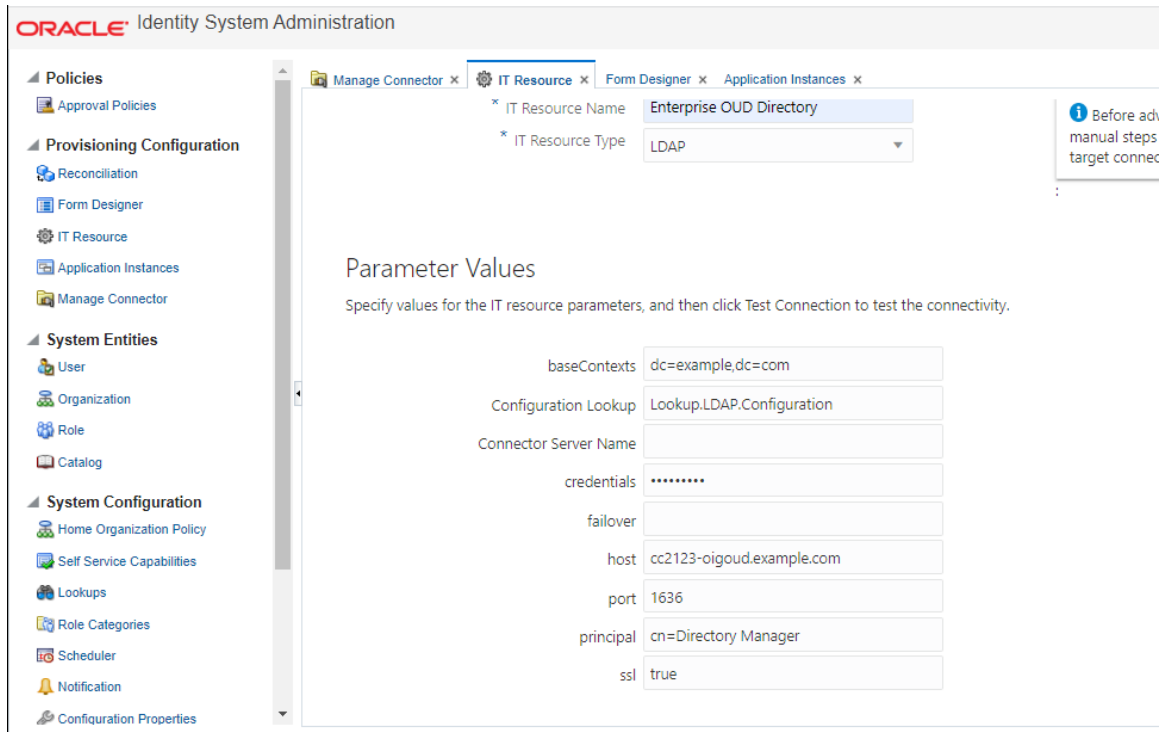 ORACLE Identity System Administration
Policies
Approval Policies
Provisioning Configuration
Reconciliation
Form Designer
IT Resource
Application Instances
Manage Connector
System Entities
User
Organization
Role
Catalog
System Configuration
Home Organization Policy
Self Service Capabilities
Lookups
Role Categories
Scheduler
Notification
Configuration Properties
Manage Connector × IT Resource × Form Designer × Application Instances ×
* IT Resource Name Enterprise OUD Directory
* IT Resource Type LDAP
Before adv
manual steps
target connec
:
Parameter Values
Specify values for the IT resource parameters, and then click Test Connection to test the connectivity.
baseContexts dc=example,dc=com
Configuration Lookup Lookup.LDAP.Configuration
Connector Server Name
credentials •••••••••
failover
host cc2123-oigoud.example.com
port 1636
principal cn=Directory Manager
ssl true